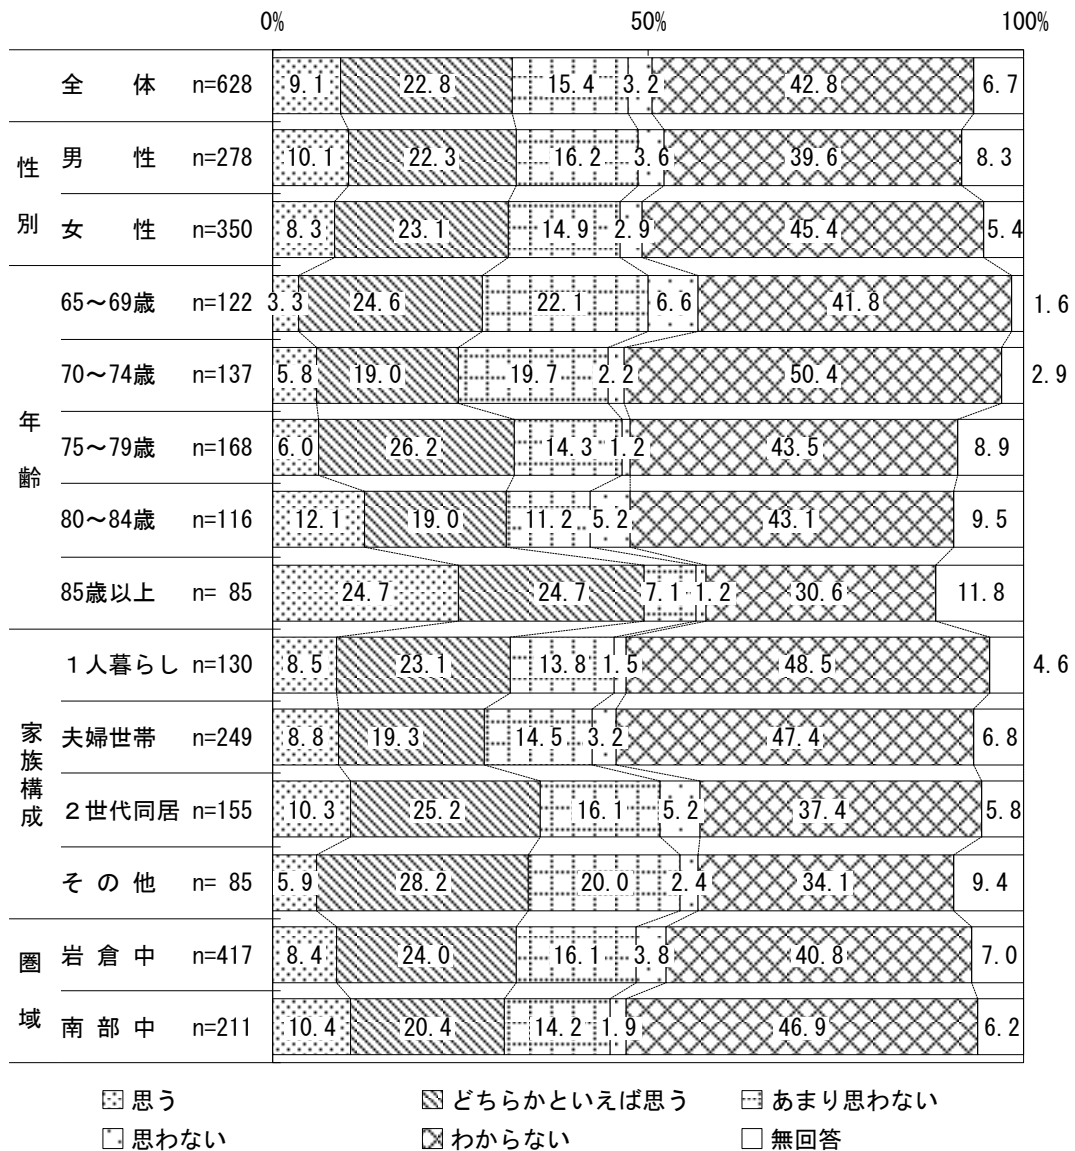 0% 50% 100%
全 体 n=628 9.1 22.8 15.4 3.2 42.8 6.7
性別
男 性 n=278 10.1 22.3 16.2 3.6 39.6 8.3
女 性 n=350 8.3 23.1 14.9 2.9 45.4 5.4
年齢
65～69歳 n=122 3.3 24.6 22.1 6.6 41.8 1.6
70～74歳 n=137 5.8 19.0 19.7 2.2 50.4 2.9
75～79歳 n=168 6.0 26.2 14.3 1.2 43.5 8.9
80～84歳 n=116 12.1 19.0 11.2 5.2 43.1 9.5
85歳以上 n= 85 24.7 24.7 7.1 1.2 30.6 11.8
家族構成
１人暮らし n=130 8.5 23.1 13.8 1.5 48.5 4.6
夫婦世帯 n=249 8.8 19.3 14.5 3.2 47.4 6.8
２世代同居 n=155 10.3 25.2 16.1 5.2 37.4 5.8
そ の 他 n= 85 5.9 28.2 20.0 2.4 34.1 9.4
圏域
岩 倉 中 n=417 8.4 24.0 16.1 3.8 40.8 7.0
南 部 中 n=211 10.4 20.4 14.2 1.9 46.9 6.2
思う どちらかといえば思う あまり思わない
思わない わからない 無回答